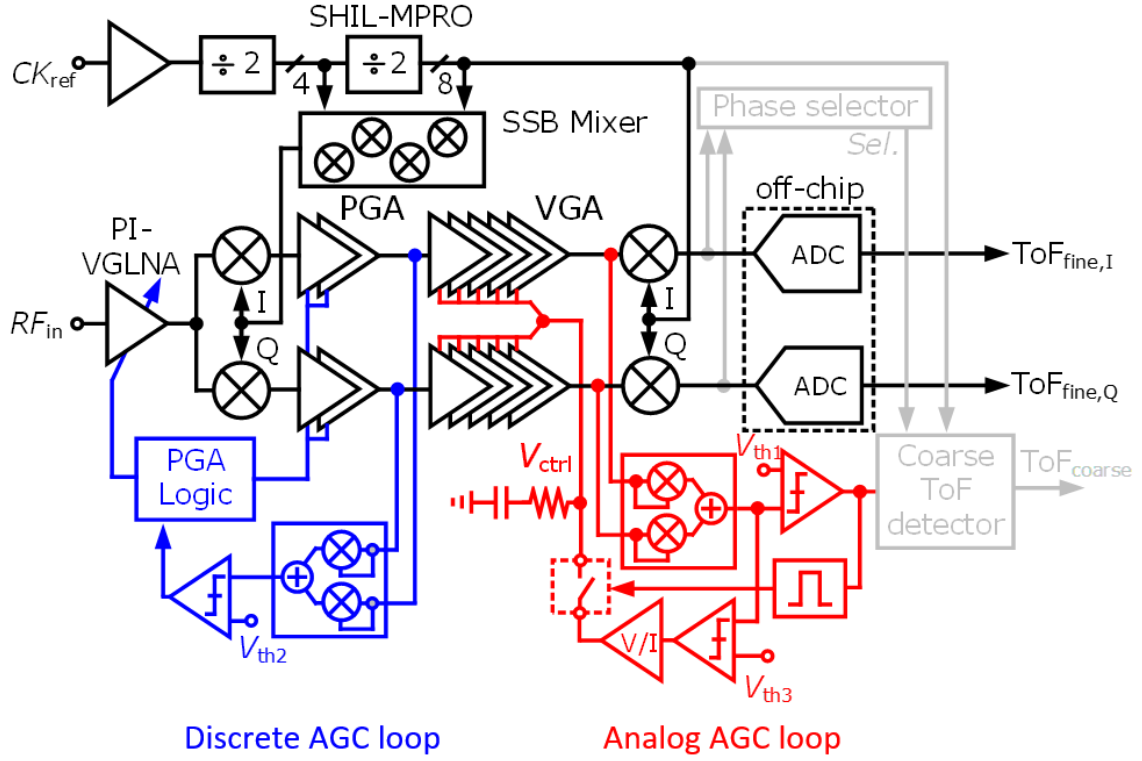 SHIL-MPRO
CKref
÷ 2
4
÷ 2
8
SSB Mixer
Phase selector
Sel.
off-chip
PGA
VGA
PI-
VGLNA
I
I
ADC
ToFfine,I
RFin
Q
Q
ADC
ToFfine,Q
PGA
Logic
Vctrl
Vth1
Coarse
ToF
detector
ToFcoarse
Vth2
V/I
Vth3
Discrete AGC loop
Analog AGC loop